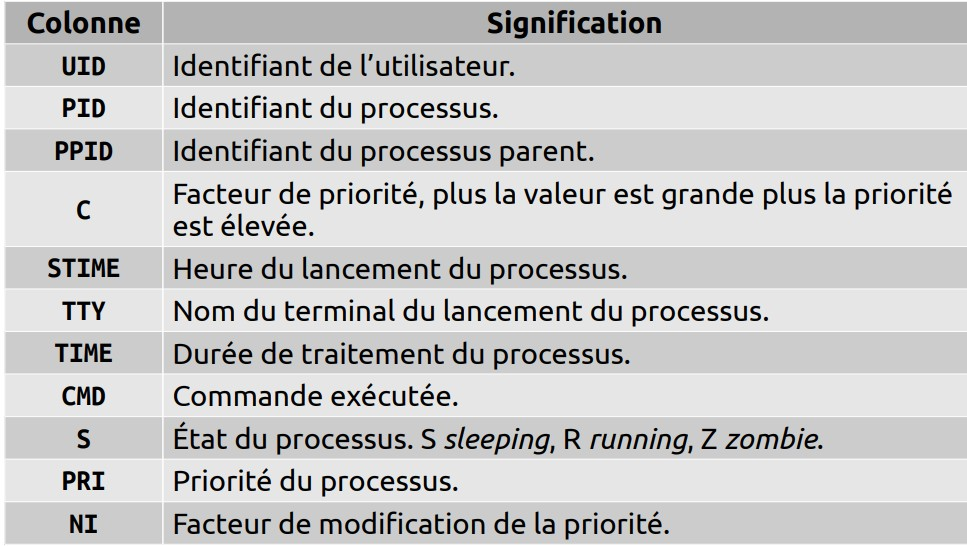 Colonne Signification
UID Identifiant de l’utilisateur.
PID Identifiant du processus.
PPID Identifiant du processus parent.
C Facteur de priorité, plus la valeur est grande plus la priorité
est élevée.
STIME Heure du lancement du processus.
TTY Nom du terminal du lancement du processus.
TIME Durée de traitement du processus.
CMD Commande exécutée.
S État du processus. S sleeping, R running, Z zombie.
PRI Priorité du processus.
NI Facteur de modification de la priorité.